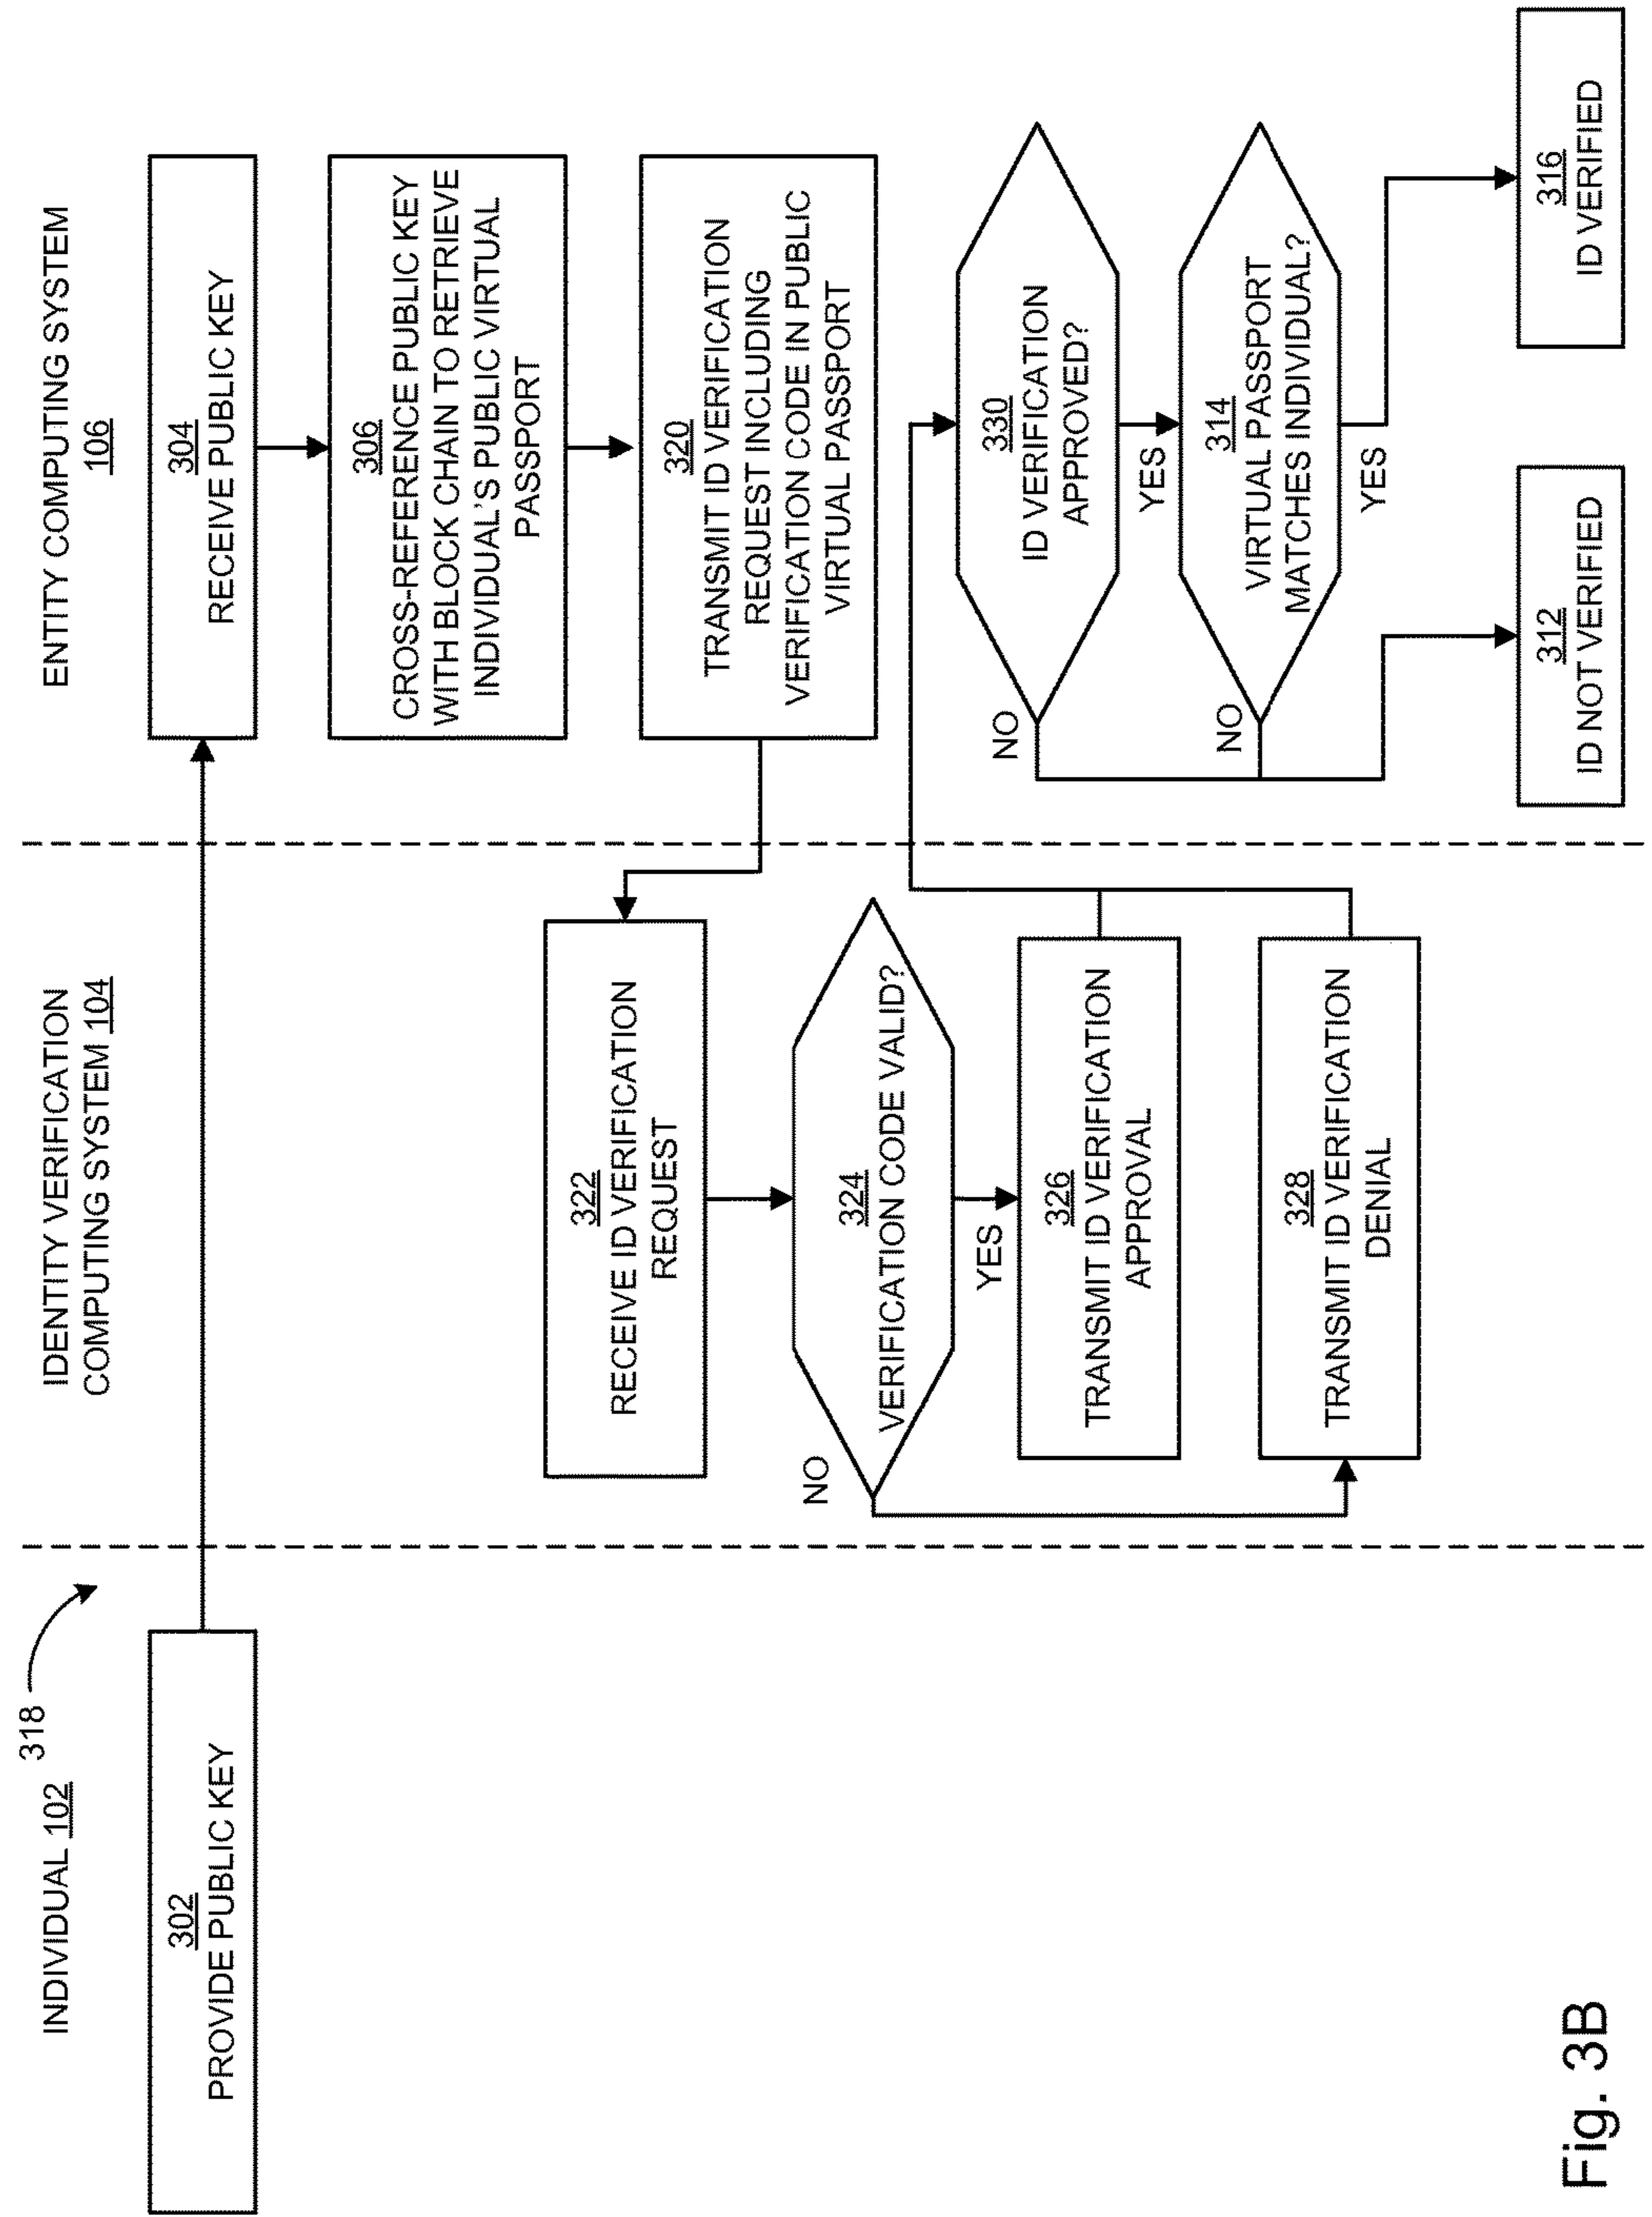 INDIVIDUAL 102
318
302
PROVIDE PUBLIC KEY
IDENTITY VERIFICATION
COMPUTING SYSTEM 104
322
RECEIVE ID VERIFICATION
REQUEST
324
VERIFICATION CODE VALID?
NO
YES
326
TRANSMIT ID VERIFICATION
APPROVAL
328
TRANSMIT ID VERIFICATION
DENIAL
ENTITY COMPUTING SYSTEM
106
304
RECEIVE PUBLIC KEY
306
CROSS-REFERENCE PUBLIC KEY
WITH BLOCK CHAIN TO RETRIEVE
INDIVIDUAL'S PUBLIC VIRTUAL
PASSPORT
320
TRANSMIT ID VERIFICATION
REQUEST INCLUDING
VERIFICATION CODE IN PUBLIC
VIRTUAL PASSPORT
330
ID VERIFICATION
APPROVED?
NO
YES
314
VIRTUAL PASSPORT
MATCHES INDIVIDUAL?
NO
YES
312
ID NOT VERIFIED
316
ID VERIFIED
Fig. 3B